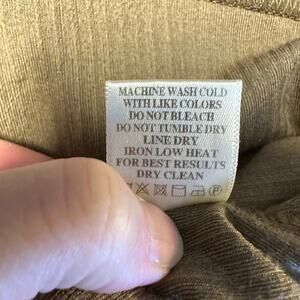 MACHINE WASH COLD
WITH LIKE COLORS
DO NOT BLEACH
DO NOT TUMBLE DRY
LINE DRY
IRON LOW HEAT
FOR BEST RESULTS
DRY CLEAN